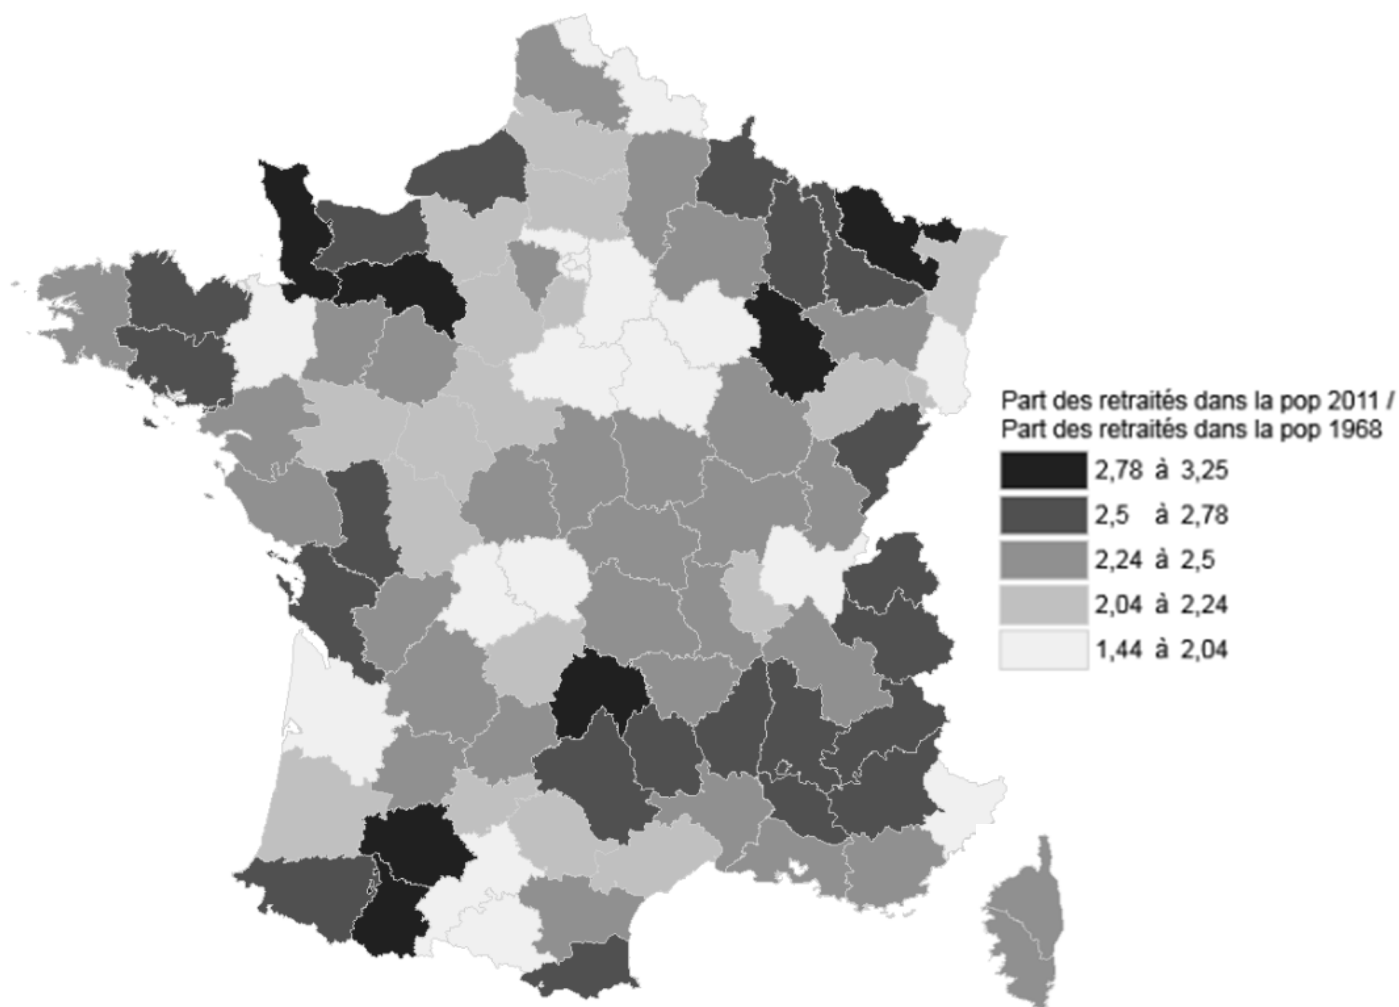 Part des retraités dans la pop 2011 /
Part des retraités dans la pop 1968
2,78 à 3,25
2,5 à 2,78
2,24 à 2,5
2,04 à 2,24
1,44 à 2,04